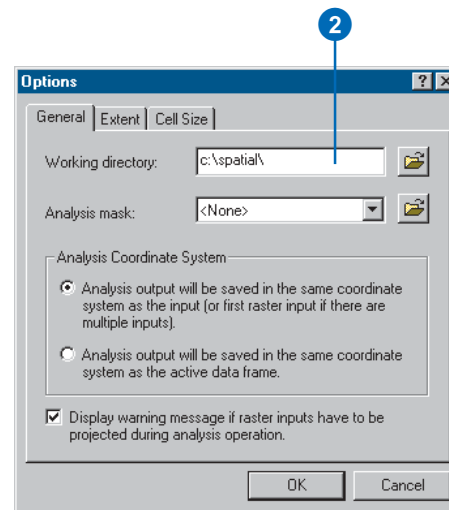 2
Options
General Extent Cell Size
Working directory: c:\spatial\
Analysis mask: <None>
Analysis Coordinate System
Analysis output will be saved in the same coordinate
system as the input (or first raster input if there are
multiple inputs).
Analysis output will be saved in the same coordinate
system as the active data frame.
Display warning message if raster inputs have to be
projected during analysis operation.
OK Cancel